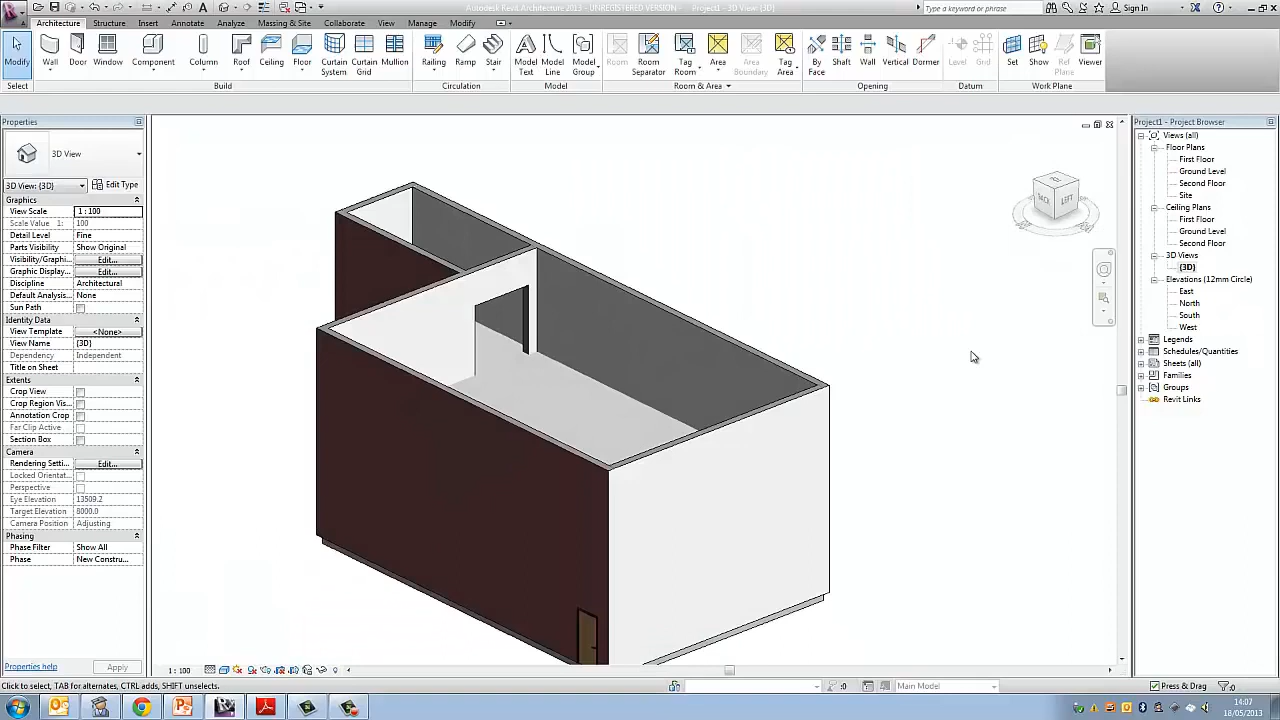 Autodesk Revit Architecture 2013 - UNREGISTERED VERSION - Project1 - 3D View: {3D}
Type a keyword or phrase
Sign In
Architecture Structure Insert Annotate Analyze Massing & Site Collaborate View Manage Modify
Modify Wall Door Window Component Column Roof Ceiling Floor Curtain System Curtain Grid Mullion Railing Ramp Stair Model Text Model Line Model Group Room Room Separator Tag Room Area Area Boundary Tag Area By Face Shaft Wall Vertical Dormer Level Grid Set Show Ref Plane Viewer
Select Build Circulation Model Room & Area Opening Datum Work Plane
Properties
3D View
3D View: {3D} Edit Type
Graphics
View Scale 1 : 100
Scale Value 1: 100
Detail Level Fine
Parts Visibility Show Original
Visibility/Graphi... Edit...
Graphic Display... Edit...
Discipline Architectural
Default Analysis... None
Sun Path
Identity Data
View Template <None>
View Name {3D}
Dependency Independent
Title on Sheet
Extents
Crop View
Crop Region Vis...
Annotation Crop
Far Clip Active
Section Box
Camera
Rendering Setti... Edit...
Locked Orientat...
Perspective
Eye Elevation 13509.2
Target Elevation 8000.0
Camera Position Adjusting
Phasing
Phase Filter Show All
Phase New Constru...
Properties help Apply
BACK LEFT
1 : 100
Project1 - Project Browser
Views (all)
Floor Plans
First Floor
Ground Level
Second Floor
Site
Ceiling Plans
First Floor
Ground Level
Second Floor
3D Views
{3D}
Elevations (12mm Circle)
East
North
South
West
Legends
Schedules/Quantities
Sheets (all)
Families
Groups
Revit Links
Click to select, TAB for alternates, CTRL adds, SHIFT unselects.
:0
Main Model
Press & Drag
:0
14:07
18/05/2013